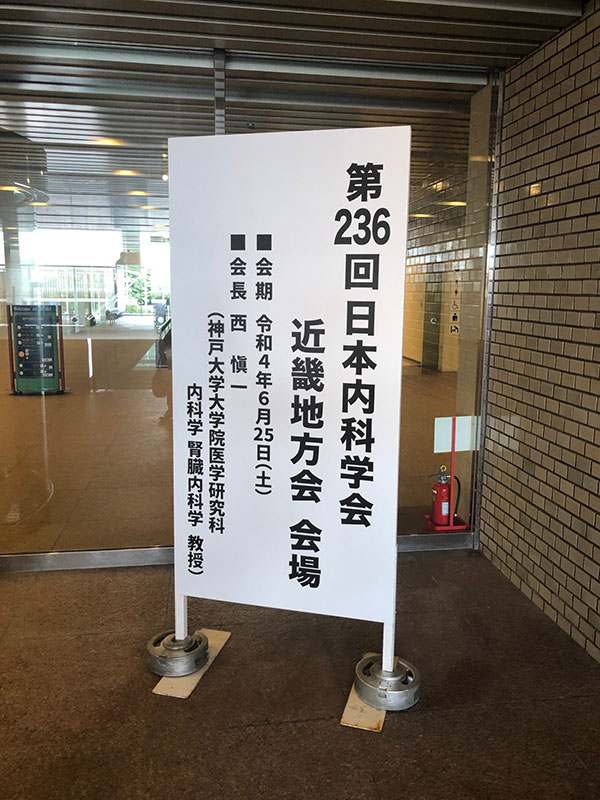 第236回 日本内科学会
近畿地方会 会場
■会期 令和4年6月25日(土)
■会長 西 愼一
(神戸大学大学院医学研究科
内科学 腎臓内科学 教授)